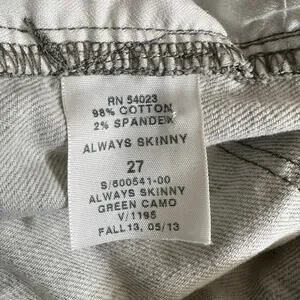 RN 54023
98% COTTON
2% SPANDEX
ALWAYS SKINNY
27
S/600541-00
ALWAYS SKINNY
GREEN CAMO
V/1195
FALL13, 05/13